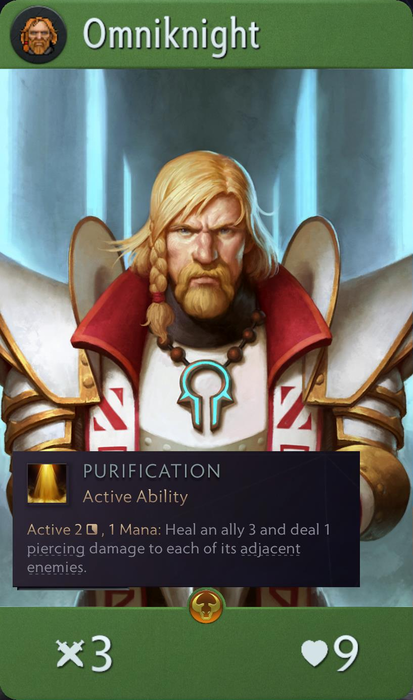 Omniknight
PURIFICATION
Active Ability
Active 2 , 1 Mana: Heal an ally 3 and deal 1
piercing damage to each of its adjacent
enemies.
3 9